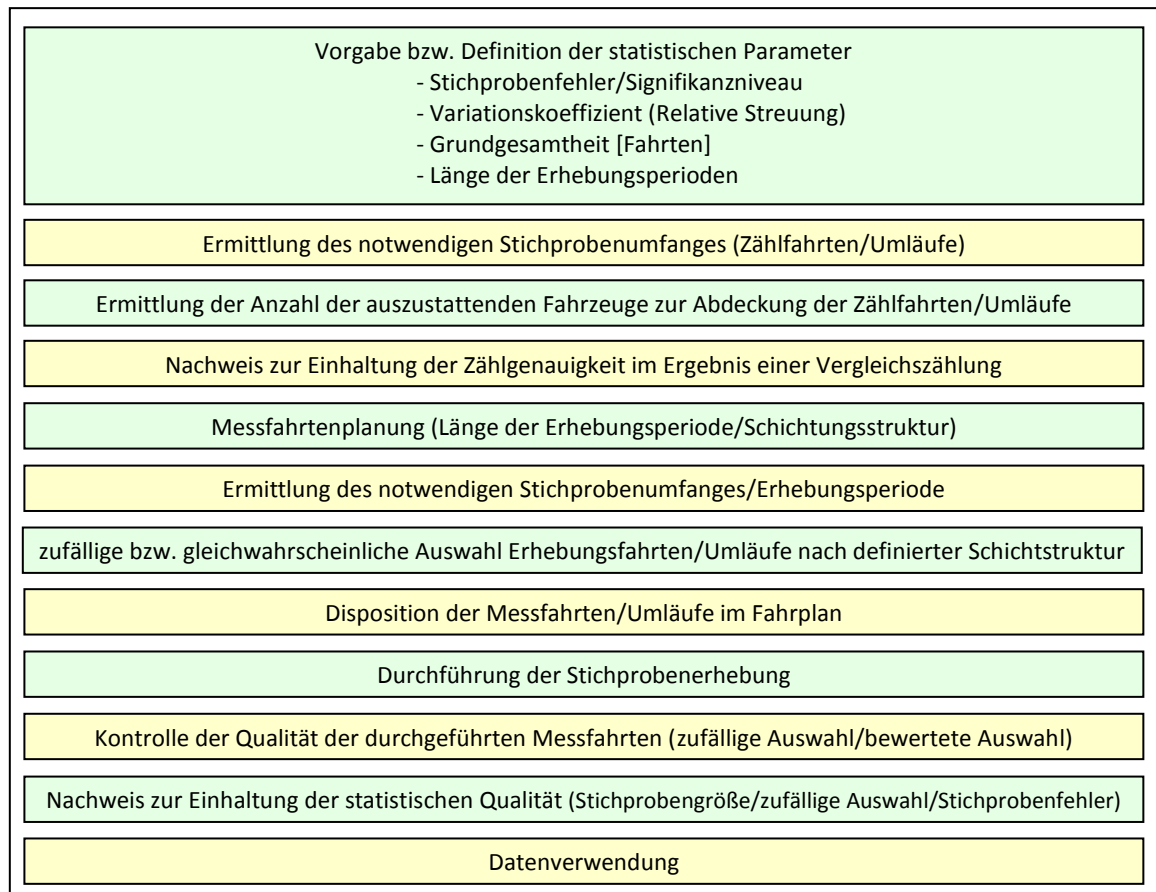 Vorgabe bzw. Definition der statistischen Parameter
- Stichprobenfehler/Signifikanzniveau
- Variationskoeffizient (Relative Streuung)
- Grundgesamtheit [Fahrten]
- Länge der Erhebungsperioden
Ermittlung des notwendigen Stichprobenumfanges (Zählfahrten/Umläufe)
Ermittlung der Anzahl der auszustattenden Fahrzeuge zur Abdeckung der Zählfahrten/Umläufe
Nachweis zur Einhaltung der Zählgenauigkeit im Ergebnis einer Vergleichszählung
Messfahrtenplanung (Länge der Erhebungsperiode/Schichtungsstruktur)
Ermittlung des notwendigen Stichprobenumfanges/Erhebungsperiode
zufällige bzw. gleichwahrscheinliche Auswahl Erhebungsfahrten/Umläufe nach definierter Schichtstruktur
Disposition der Messfahrten/Umläufe im Fahrplan
Durchführung der Stichprobenerhebung
Kontrolle der Qualität der durchgeführten Messfahrten (zufällige Auswahl/bewertete Auswahl)
Nachweis zur Einhaltung der statistischen Qualität (Stichprobengröße/zufällige Auswahl/Stichprobenfehler)
Datenverwendung